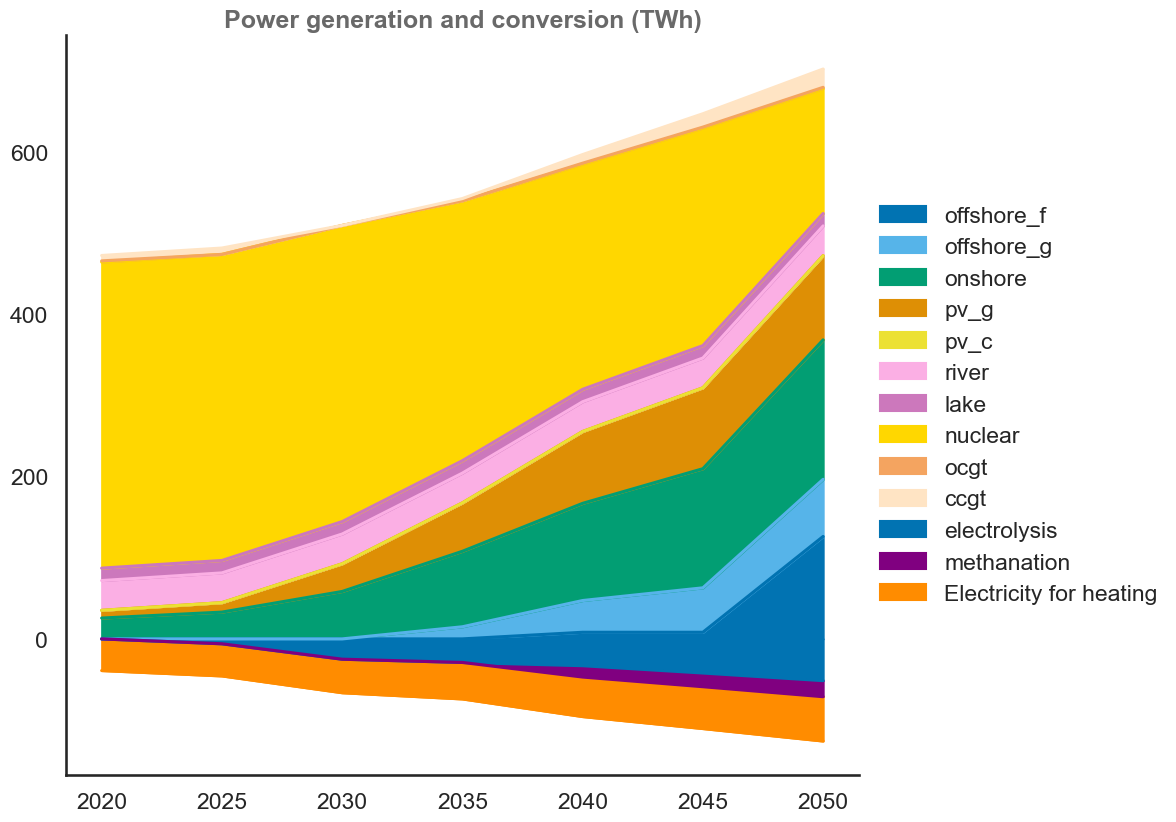 Power generation and conversion (TWh)
600
400
200
0
2020 2025 2030 2035 2040 2045 2050
offshore_f
offshore_g
onshore
pv_g
pv_c
river
lake
nuclear
ocgt
ccgt
electrolysis
methanation
Electricity for heating